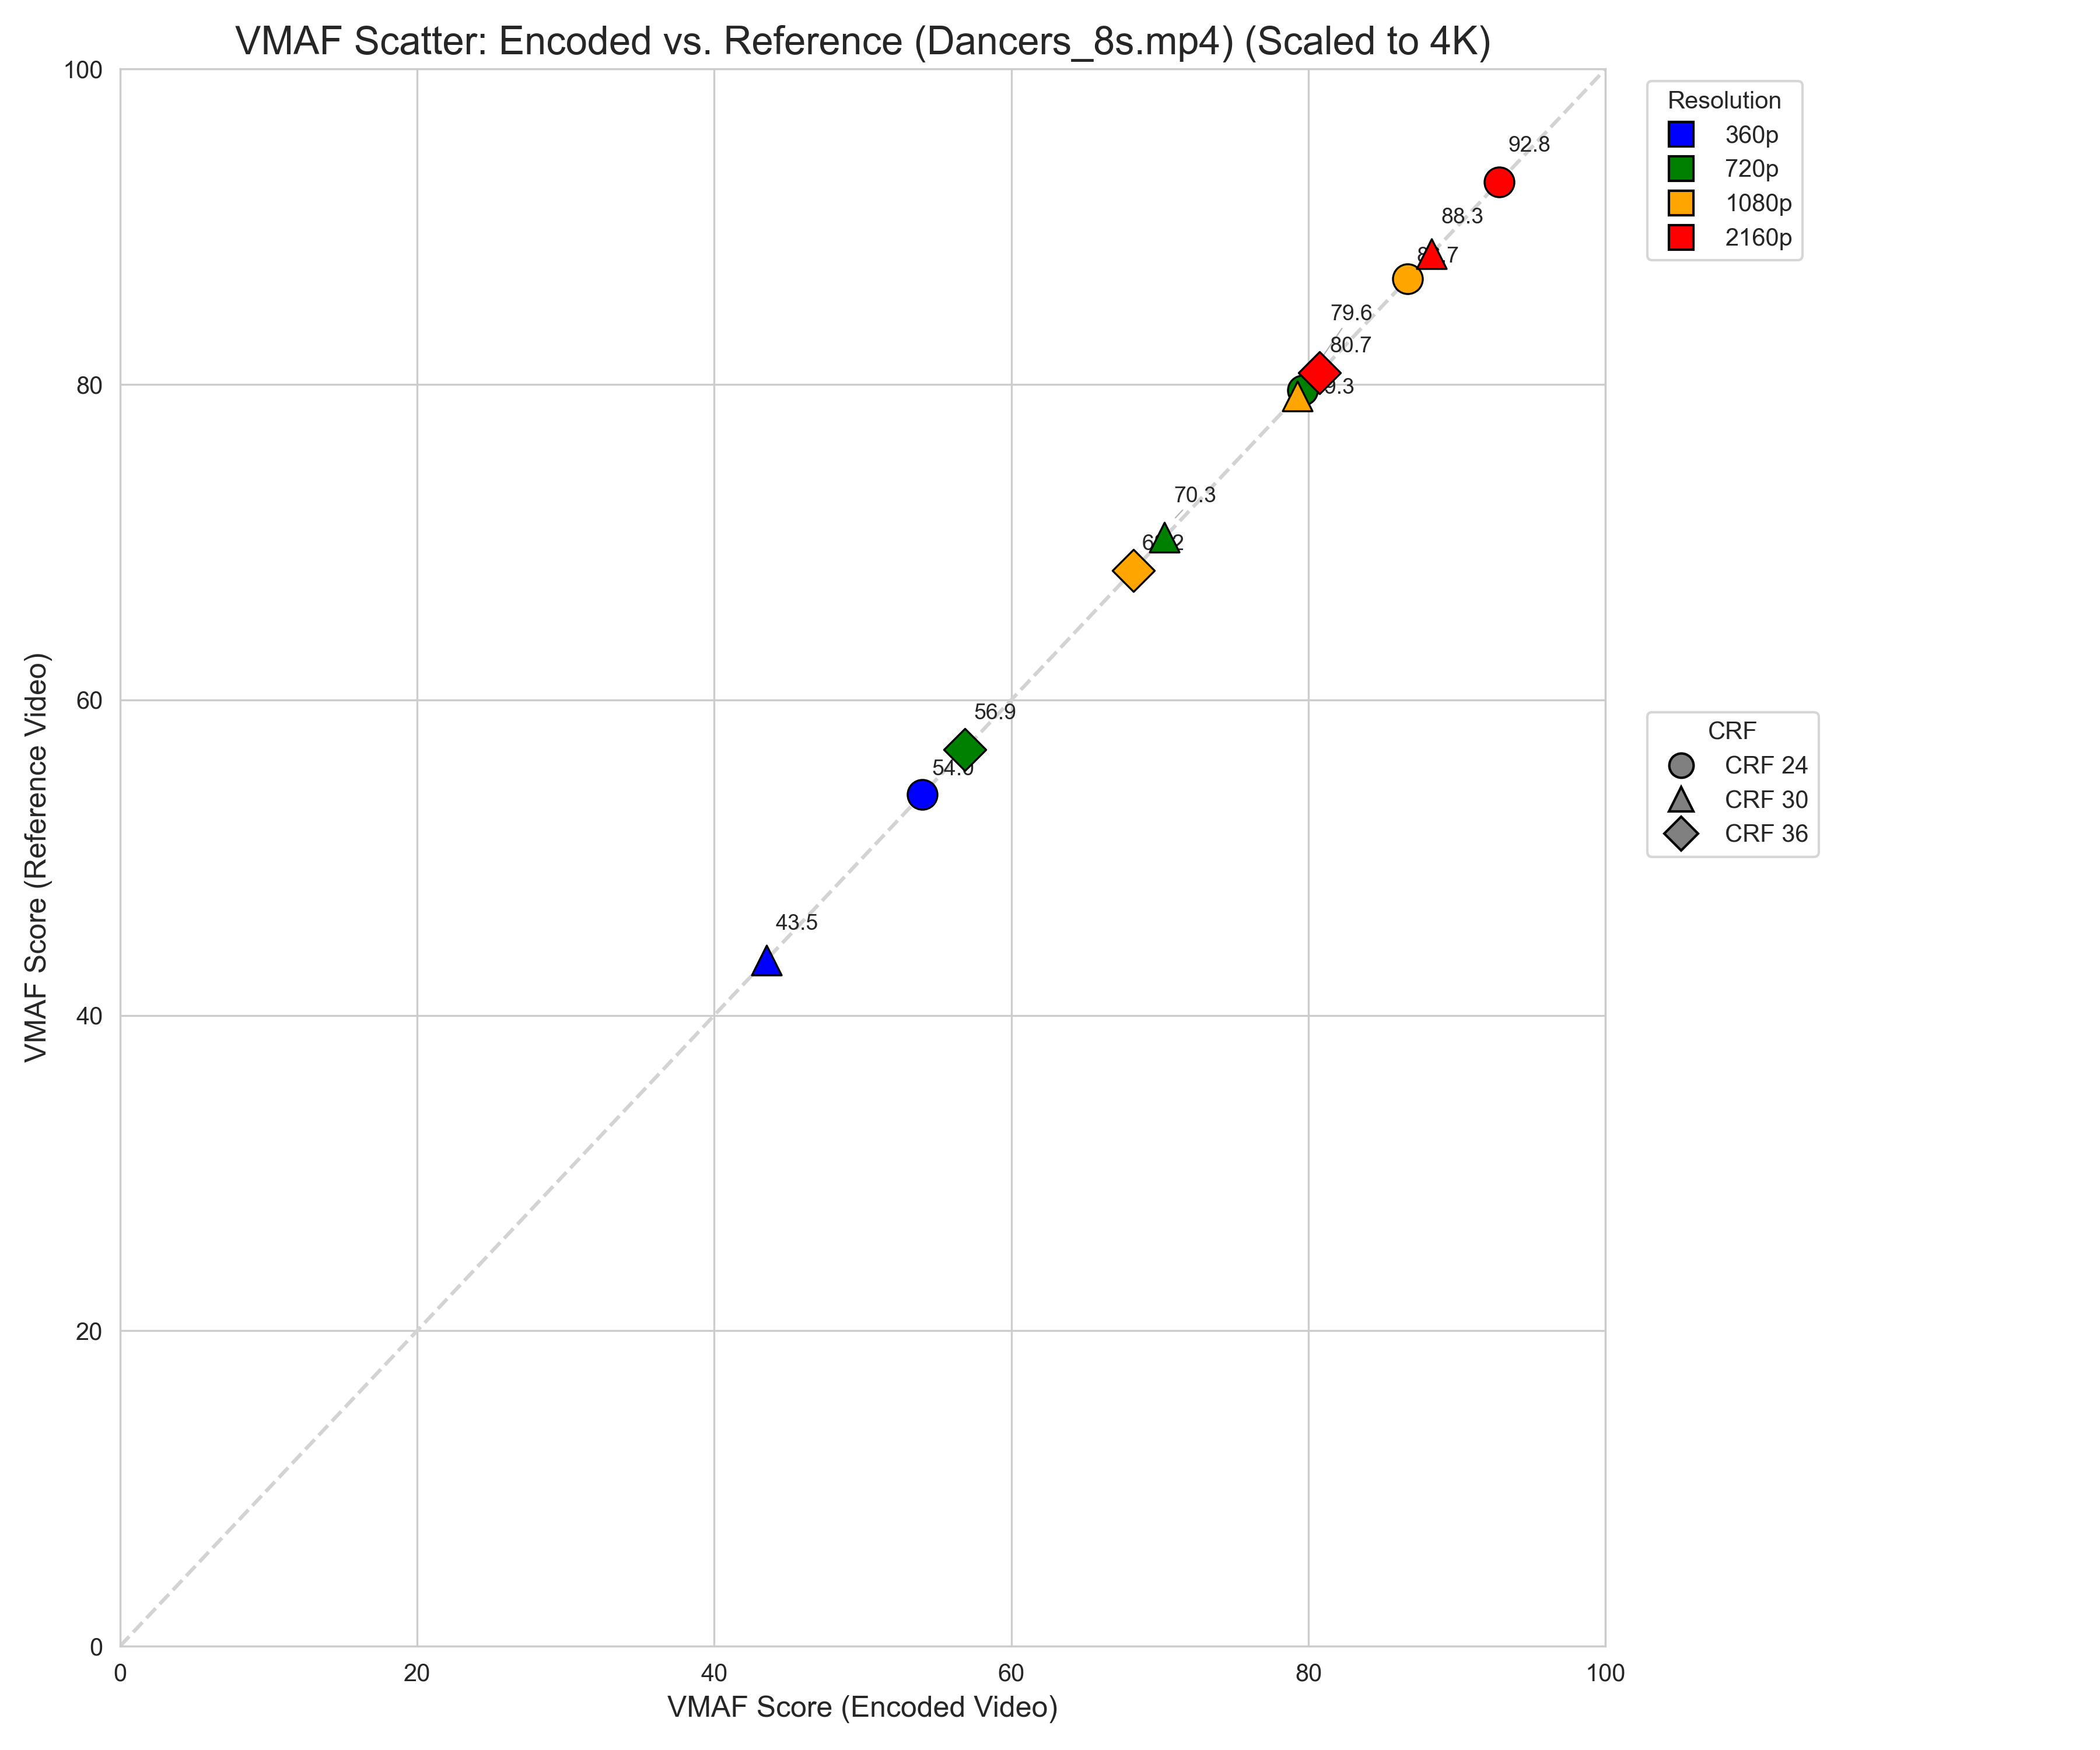 VMAF Scatter: Encoded vs. Reference (Dancers_8s.mp4) (Scaled to 4K)
100
80
60
40
20
0
VMAF Score (Reference Video)
92.8
88.3
79.6
80.7
70.3
56.9
43.5
0
20
40
60
80
100
VMAF Score (Encoded Video)
Resolution
360p
720p
1080p
2160p
CRF
CRF 24
CRF 30
CRF 36